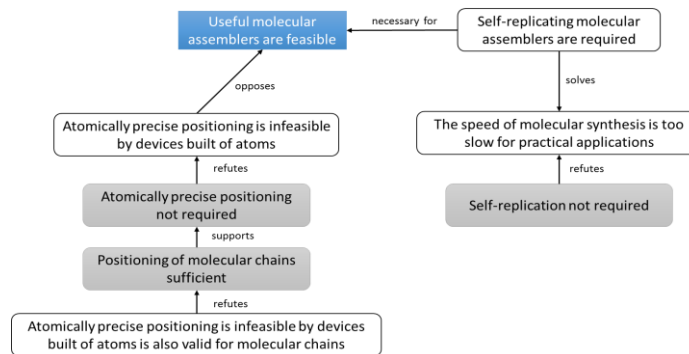 Useful molecular
assemblers are feasible
necessary for
Self-replicating molecular
assemblers are required
opposes
solves
Atomically precise positioning is infeasible
by devices built of atoms
The speed of molecular synthesis is too
slow for practical applications
refutes
refutes
Atomically precise positioning
not required
Self-replication not required
supports
Positioning of molecular chains
sufficient
refutes
Atomically precise positioning is infeasible by devices
built of atoms is also valid for molecular chains